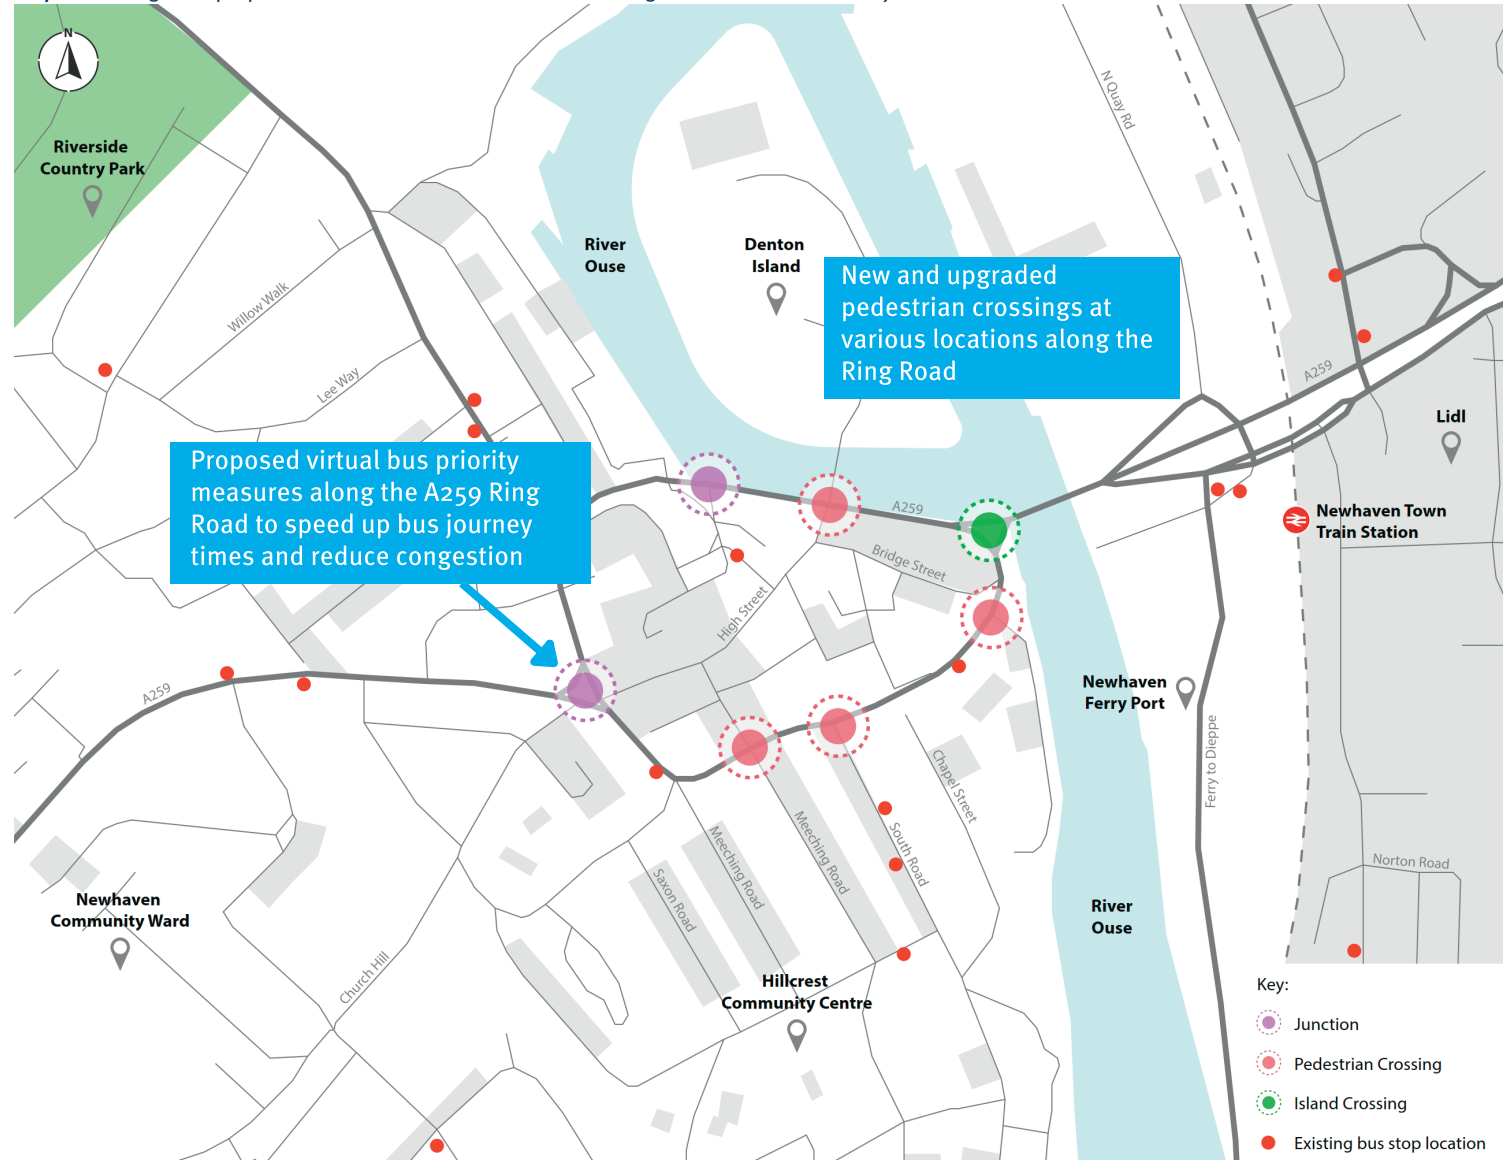 N
Riverside
Country Park
N Quay Rd
River
Ouse
Denton
Island
New and upgraded
pedestrian crossings at
various locations along the
Ring Road
Willow Walk
Lee Way
A259
Lidl
Proposed virtual bus priority
measures along the A259 Ring
Road to speed up bus journey
times and reduce congestion
A259
Bridge Street
Newhaven Town
Train Station
High Street
A259
Newhaven
Ferry Port
Ferry to Dieppe
Chapel Street
Meeching Road
Meeching Road
South Road
Saxon Road
Norton Road
Newhaven
Community Ward
River
Ouse
Church Hill
Hillcrest
Community Centre
Key:
Junction
Pedestrian Crossing
Island Crossing
Existing bus stop location